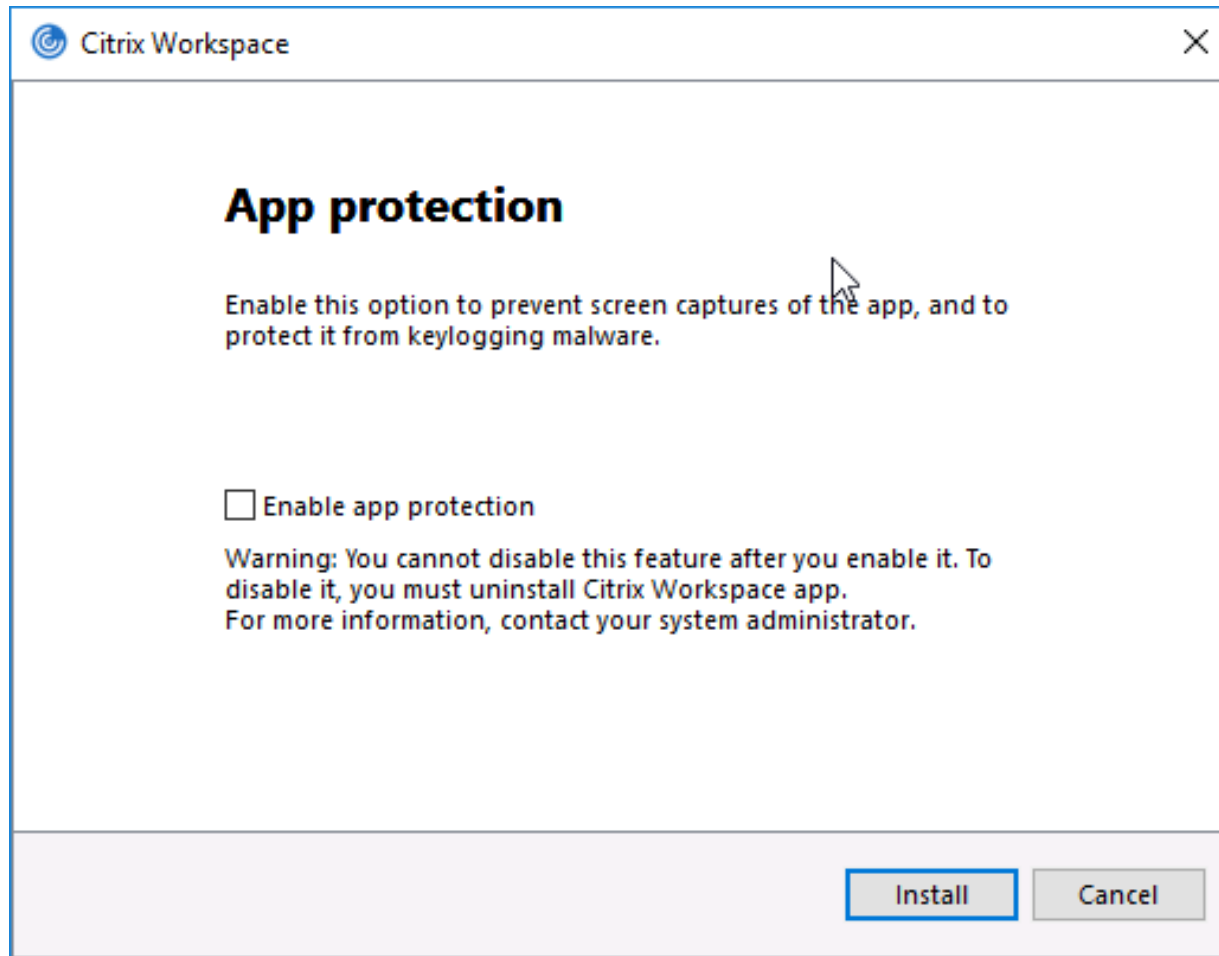 Citrix Workspace
App protection
Enable this option to prevent screen captures of the app, and to
protect it from keylogging malware.
Enable app protection
Warning: You cannot disable this feature after you enable it. To
disable it, you must uninstall Citrix Workspace app.
For more information, contact your system administrator.
Install Cancel